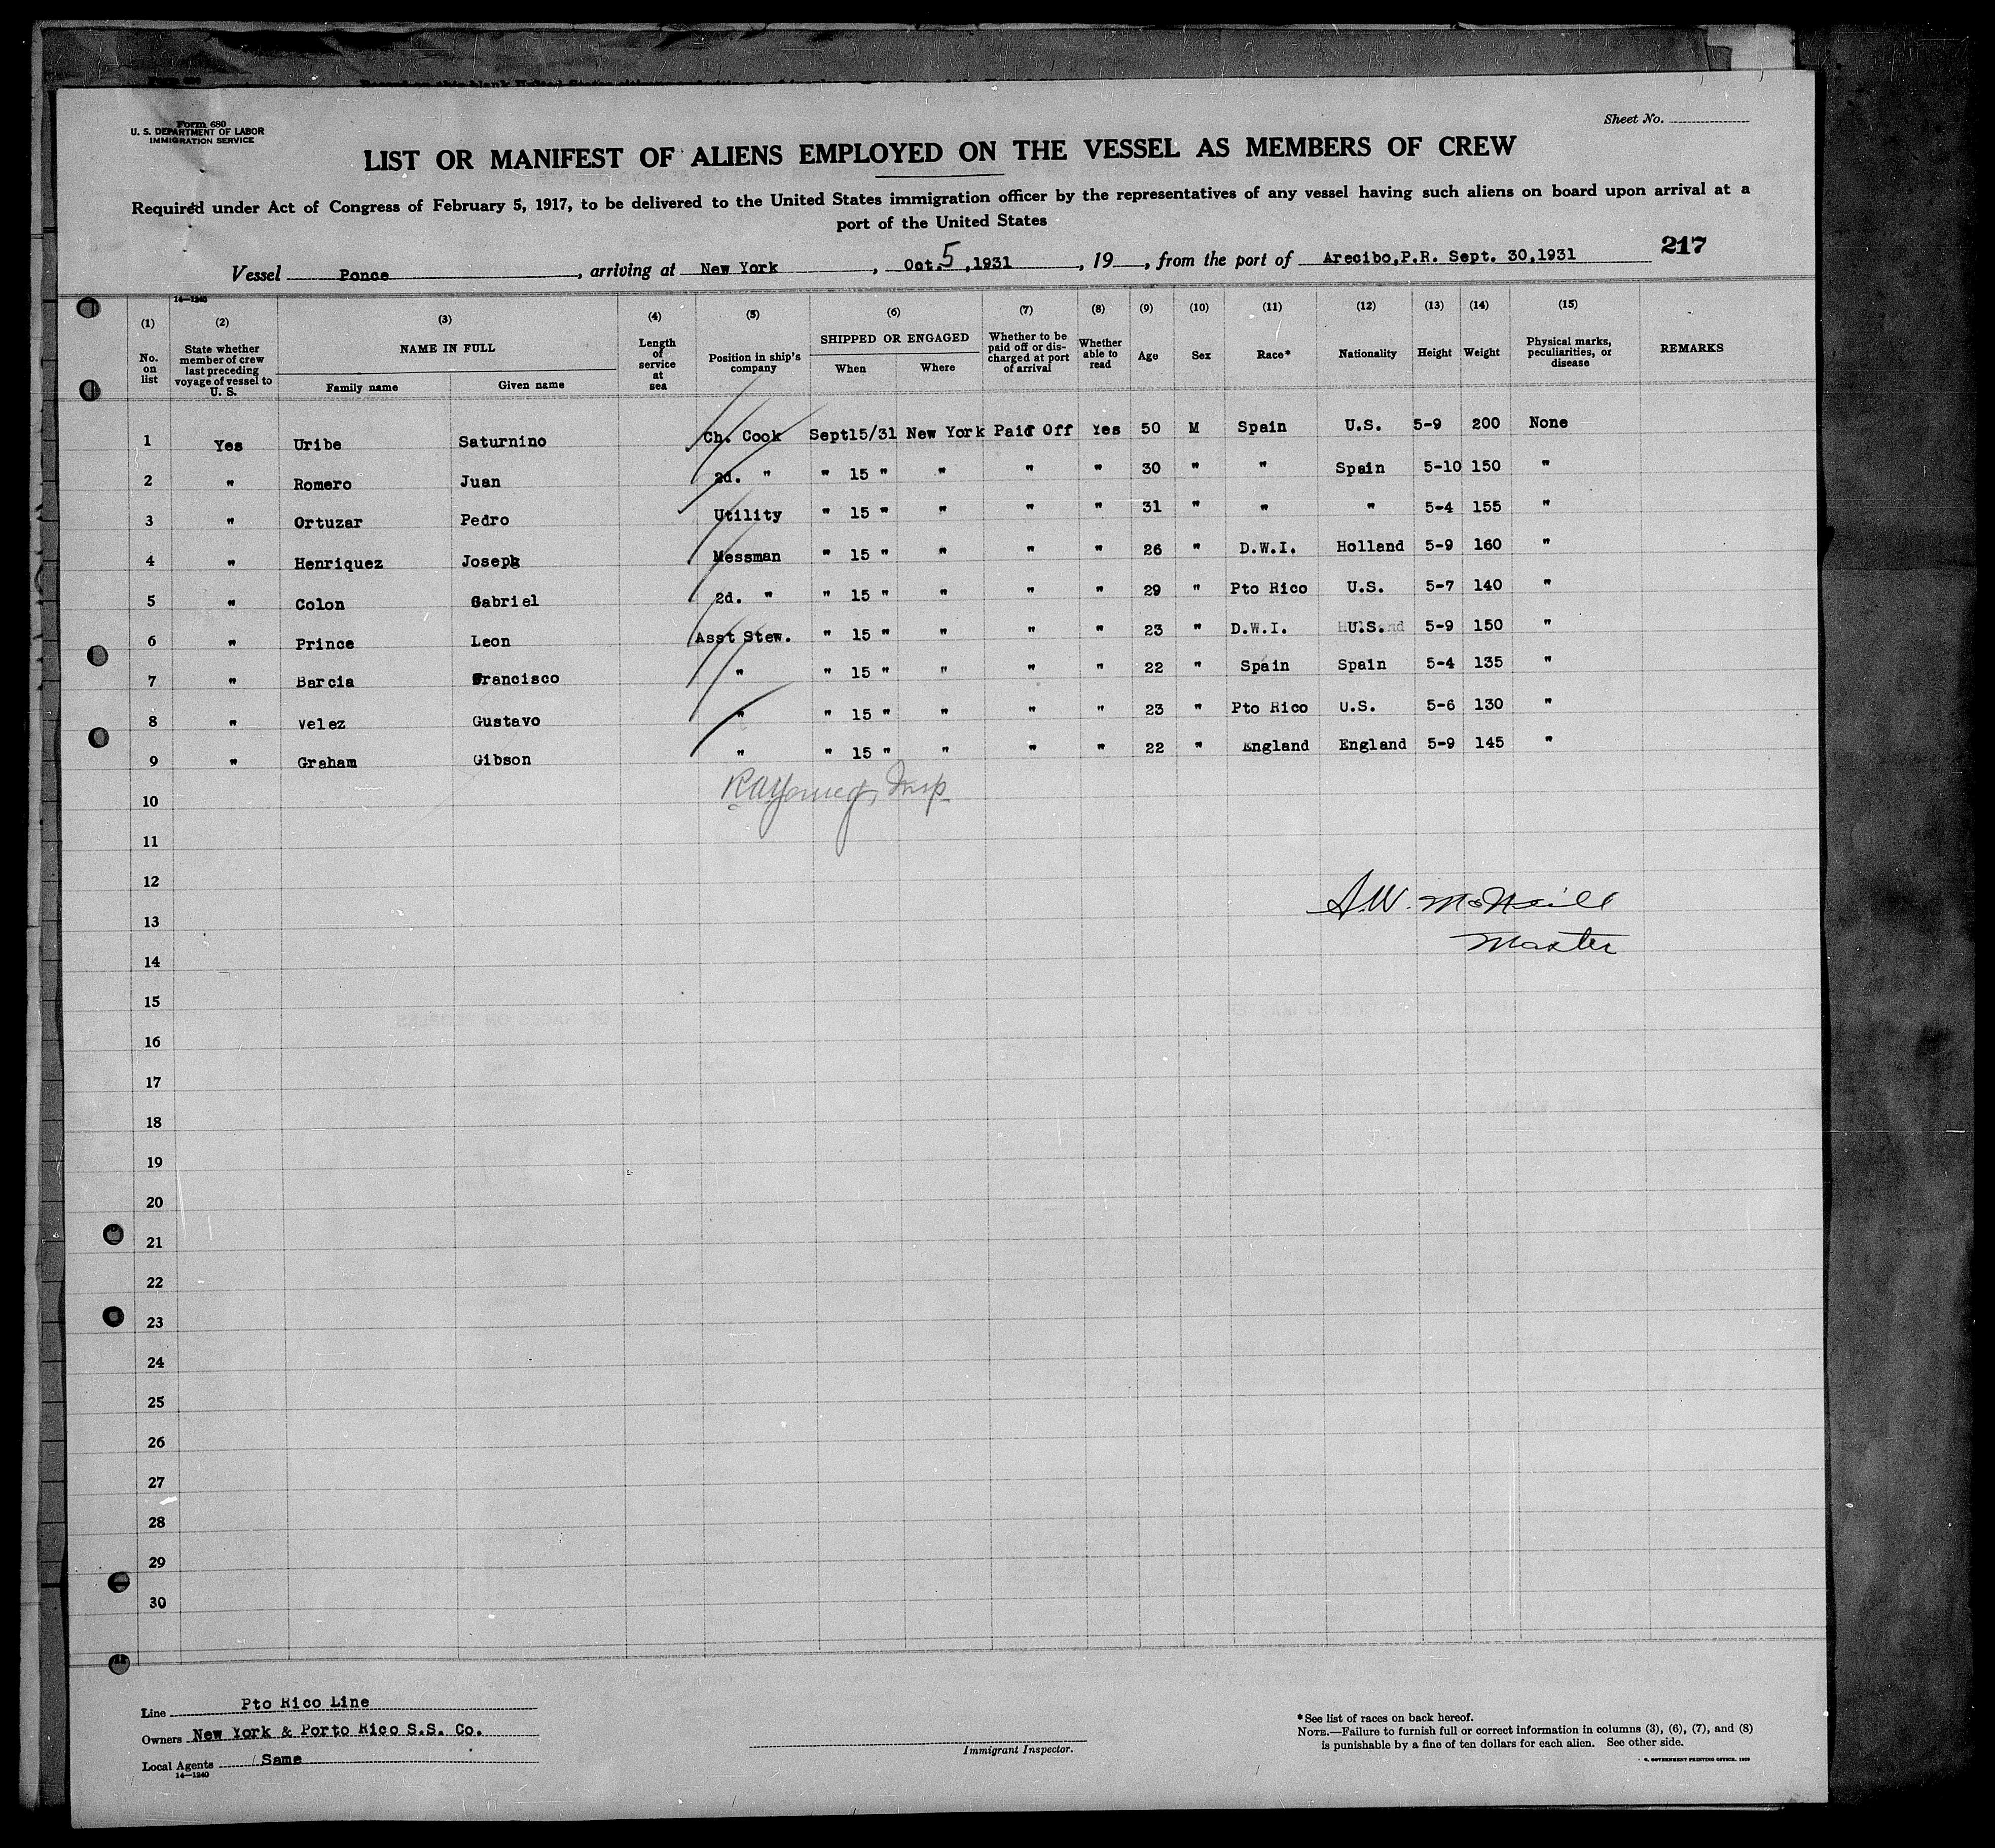 Form 680
U. S. DEPARTMENT OF LABOR
IMMIGRATION SERVICE
Sheet No.
LIST OR MANIFEST OF ALIENS EMPLOYED ON THE VESSEL AS MEMBERS OF CREW
Required under Act of Congress of February 5, 1917, to be delivered to the United States immigration officer by the representatives of any vessel having such aliens on board upon arrival at a
port of the United States
217
Vessel Ponce, arriving at New York, Oct. 5,1931, 19 , from the port of Arecibo,P.R. Sept. 30,1931
14—1240
(1) (2) (3) (4) (5) (6) (7) (8) (9) (10) (11) (12) (13) (14) (15)
No. on list State whether member of crew last preceding voyage of vessel to U. S. NAME IN FULL Family name Given name Length of service at sea Position in ship's company SHIPPED OR ENGAGED When Where Whether to be paid off or discharged at port of arrival Whether able to read Age Sex Race* Nationality Height Weight Physical marks, peculiarities, or disease REMARKS
1 Yes Uribe Saturnino Ch. Cook Sept15/31 New York Paid Off Yes 50 M Spain U.S. 5-9 200 None
2 " Romero Juan 2d. " " 15 " " " " 30 " " Spain 5-10 150 "
3 " Ortuzar Pedro Utility " 15 " " " " 31 " " " 5-4 155 "
4 " Henriquez Joseph Messman " 15 " " " " 26 " D.W.I. Holland 5-9 160 "
5 " Colon Gabriel 2d. " " 15 " " " " 29 " Pto Rico U.S. 5-7 140 "
6 " Prince Leon Asst Stew. " 15 " " " " 23 " D.W.I. U.S. 5-9 150 "
7 " Barcia Francisco " " 15 " " " " 22 " Spain Spain 5-4 135 "
8 " Velez Gustavo " " 15 " " " " 23 " Pto Rico U.S. 5-6 130 "
9 " Graham Gibson " " 15 " " " " 22 " England England 5-9 145 "
10
Insp
11
12
A.W. McNeill
13
Master
14
15
16
17
18
19
20
21
22
23
24
25
26
27
28
29
30
Line Pto Rico Line
Owners New York & Porto Rico S.S. Co.
Local Agents Same
14—1240
Immigrant Inspector.
*See list of races on back hereof.
NOTE.—Failure to furnish full or correct information in columns (3), (6), (7), and (8)
is punishable by a fine of ten dollars for each alien. See other side.
GOVERNMENT PRINTING OFFICE